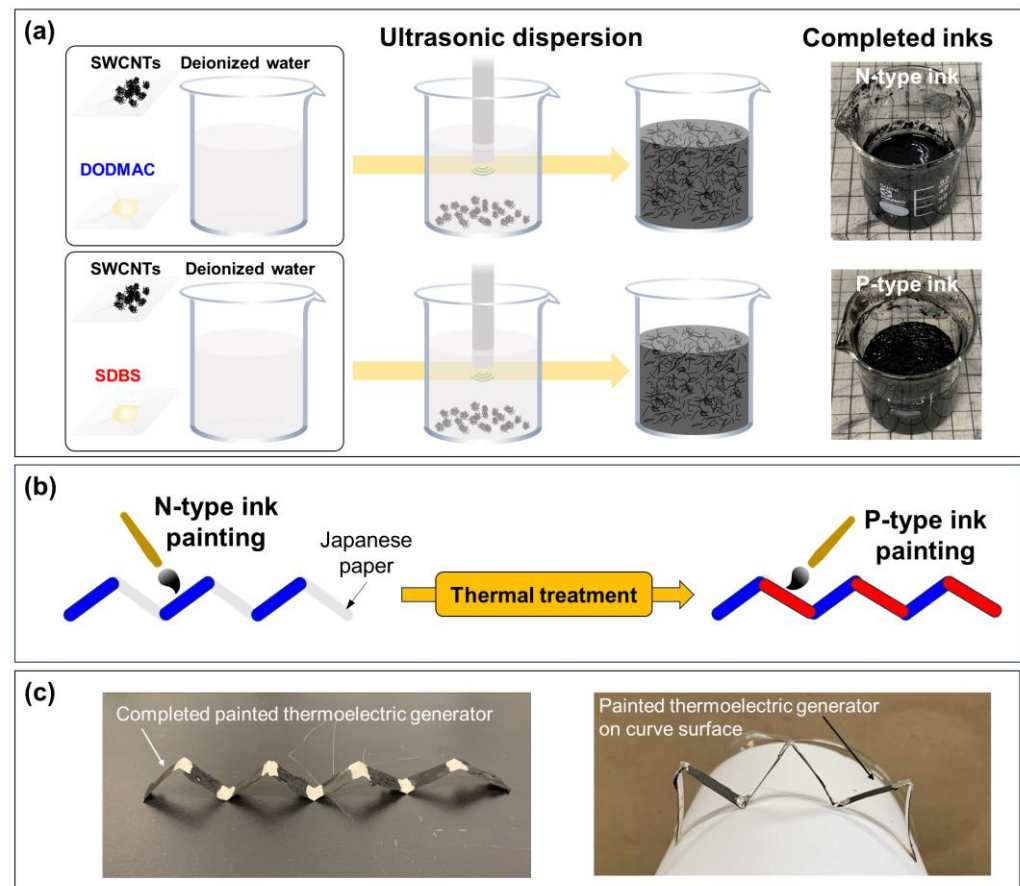 (a)
Ultrasonic dispersion
Completed inks
SWCNTs
Deionized water
DODMAC
N-type ink
SWCNTs
Deionized water
SDBS
P-type ink
(b)
N-type ink
painting
Japanese
paper
Thermal treatment
P-type ink
painting
(c)
Completed painted thermoelectric generator
Painted thermoelectric generator
on curve surface